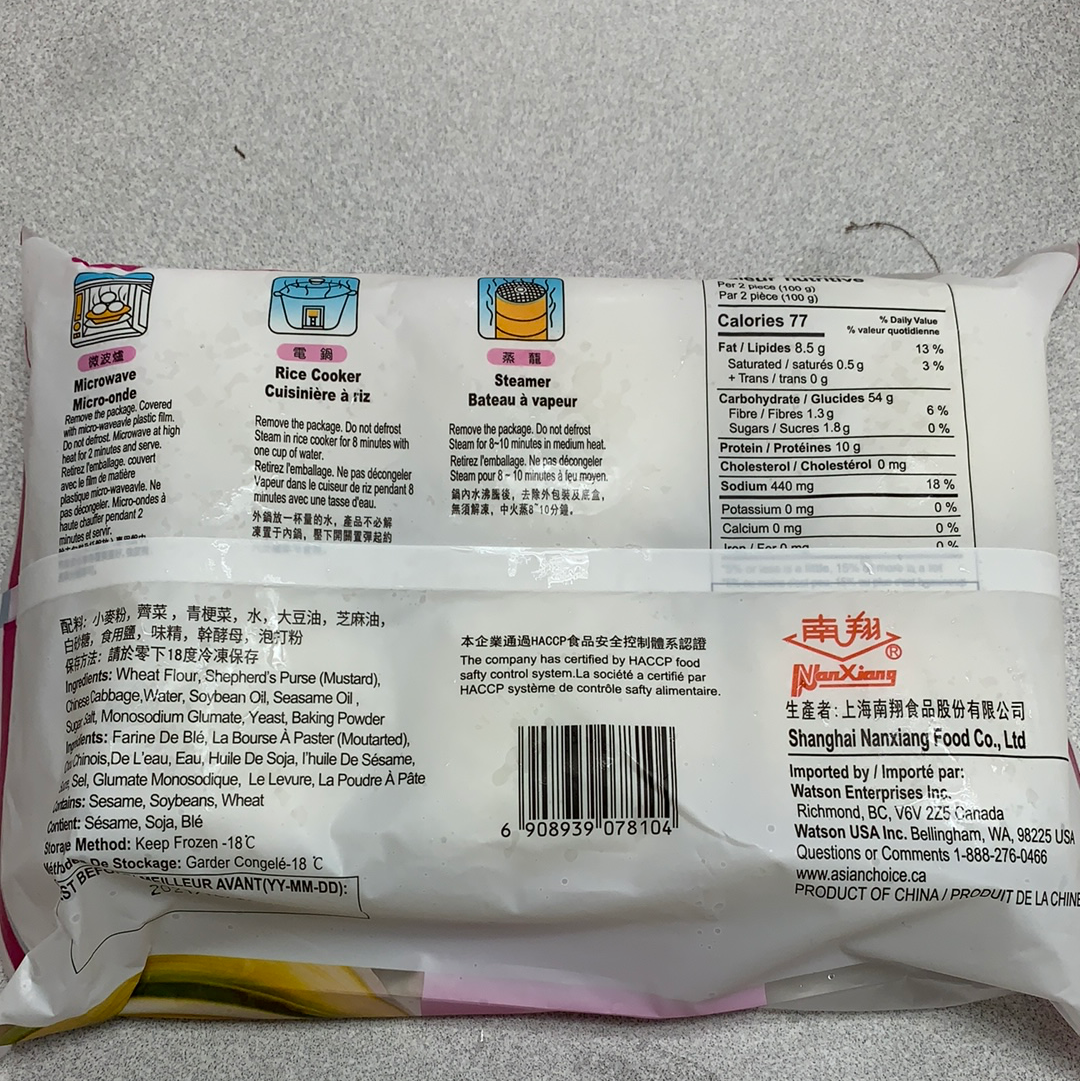 微波爐
Microwave
Micro-onde
Remove the package. Covered
with micro-weavealve plastic film.
Do not defrost. Microwave at high
heat for 2 minutes and serve.
Retirez l'emballage. couvert
avec le film de matière
plastique micro-weavealve. Ne
pas décongeler. Micro-ondes à
haute chauffer pendant 2
minutes et servir.
電鍋
Rice Cooker
Cuisinière à riz
Remove the package. Do not defrost
Steam in rice cooker for 8 minutes with
one cup of water.
Retirez l'emballage. Ne pas décongeler
Vapeur dans le cuiseur de riz pendant 8
minutes avec une tasse d'eau.
外鍋放一杯量的水，產品不必解
凍置于內鍋，壓下開關置彈起約
蒸籠
Steamer
Bateau à vapeur
Remove the package. Do not defrost
Steam for 8~10 minutes in medium heat.
Retirez l'emballage. Ne pas décongeler
Steam pour 8 ~ 10 minutes à feu moyen.
鍋內水沸騰後，去除外包裝及底盒，
無須解凍，中火蒸8~10分鐘。
Per 2 piece (100 g)
Par 2 pièce (100 g)
Calories 77
% Daily Value
% valeur quotidienne
Fat / Lipides 8.5 g 13 %
Saturated / saturés 0.5 g 3 %
+ Trans / trans 0 g
Carbohydrate / Glucides 54 g
Fibre / Fibres 1.3 g 6 %
Sugars / Sucres 1.8 g 0 %
Protein / Protéines 10 g
Cholesterol / Cholestérol 0 mg
Sodium 440 mg 18 %
Potassium 0 mg 0 %
Calcium 0 mg 0 %
Iron / Fer 0 mg 0 %
配料: 小麥粉, 薺菜, 青梗菜, 水, 大豆油, 芝麻油,
白砂糖, 食用鹽, 味精, 幹酵母, 泡打粉
保存方法: 請於零下18度冷凍保存
Ingredients: Wheat Flour, Shepherd's Purse (Mustard),
Chinese Cabbage,Water, Soybean Oil, Seasame Oil ,
Sugar Salt, Monosodium Glumate, Yeast, Baking Powder
Ingredients: Farine De Blé, La Bourse À Paster (Moutarded),
Chinois,De L'eau, Eau, Huile De Soja, l'huile De Sésame,
Sel, Glumate Monosodique, Le Levure, La Poudre À Pâte
Contains: Sesame, Soybeans, Wheat
Contient: Sésame, Soja, Blé
Storaje Method: Keep Frozen -18℃
Méthode De Stockage: Garder Congelé-18 ℃
MEILLEUR AVANT(YY-MM-DD):
本企業通過HACCP食品安全控制體系認證
The company has certified by HACCP food
safty control system.La société a certifié par
HACCP système de contrôle safty alimentaire.
6 908939 078104
南翔®
NanXiang
生產者:上海南翔食品股份有限公司
Shanghai Nanxiang Food Co., Ltd
Imported by / Importé par:
Watson Enterprises Inc.
Richmond, BC, V6V 2Z5 Canada
Watson USA Inc. Bellingham, WA, 98225 USA
Questions or Comments 1-888-276-0466
www.asianchoice.ca
PRODUCT OF CHINA / PRODUIT DE LA CHINE